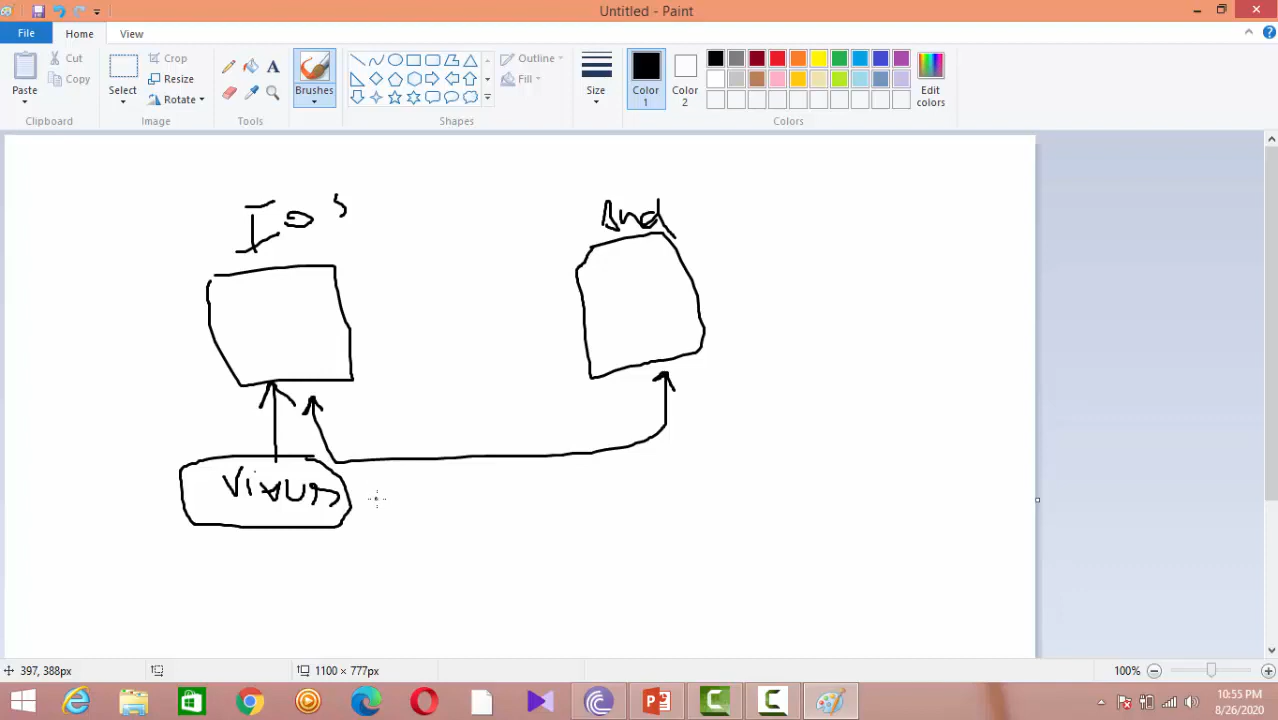 Untitled - Paint
File
Home
View
Paste
Cut
Copy
Clipboard
Select
Crop
Resize
Rotate
Image
Tools
Brushes
Outline
Fill
Shapes
Size
Color 1
Color 2
Edit colors
Colors
Ios
And
Virus
397, 388px
1100 × 777px
100%
10:55 PM
8/26/2020